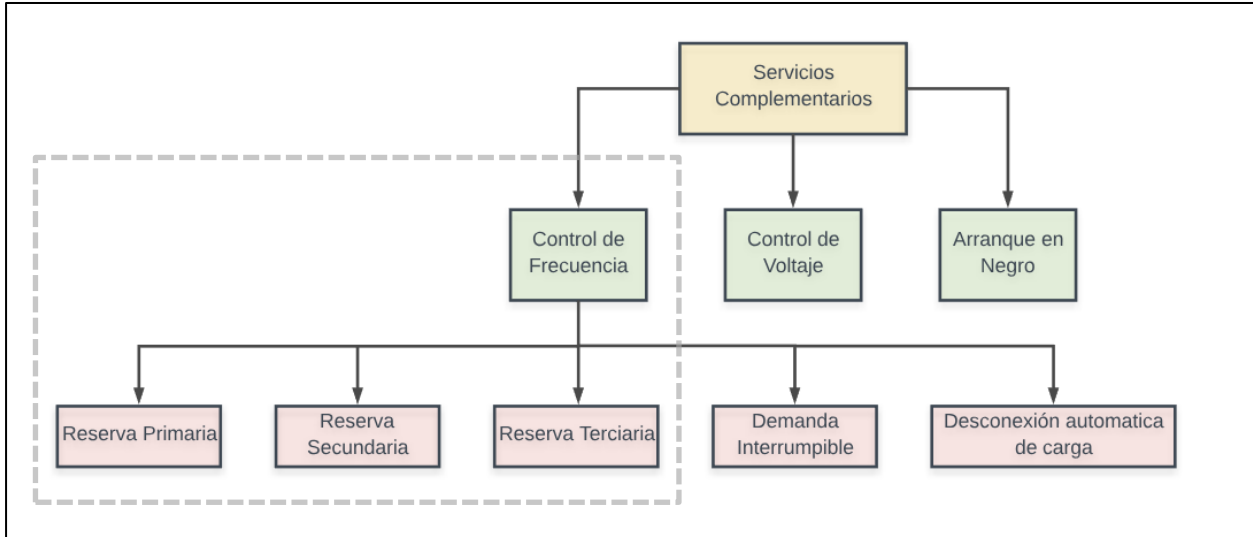 Servicios
Complementarios
Control de
Frecuencia
Control de
Voltaje
Arranque en
Negro
Reserva Primaria
Reserva
Secundaria
Reserva Terciaria
Demanda
Interrumpible
Desconexión automatica
de carga